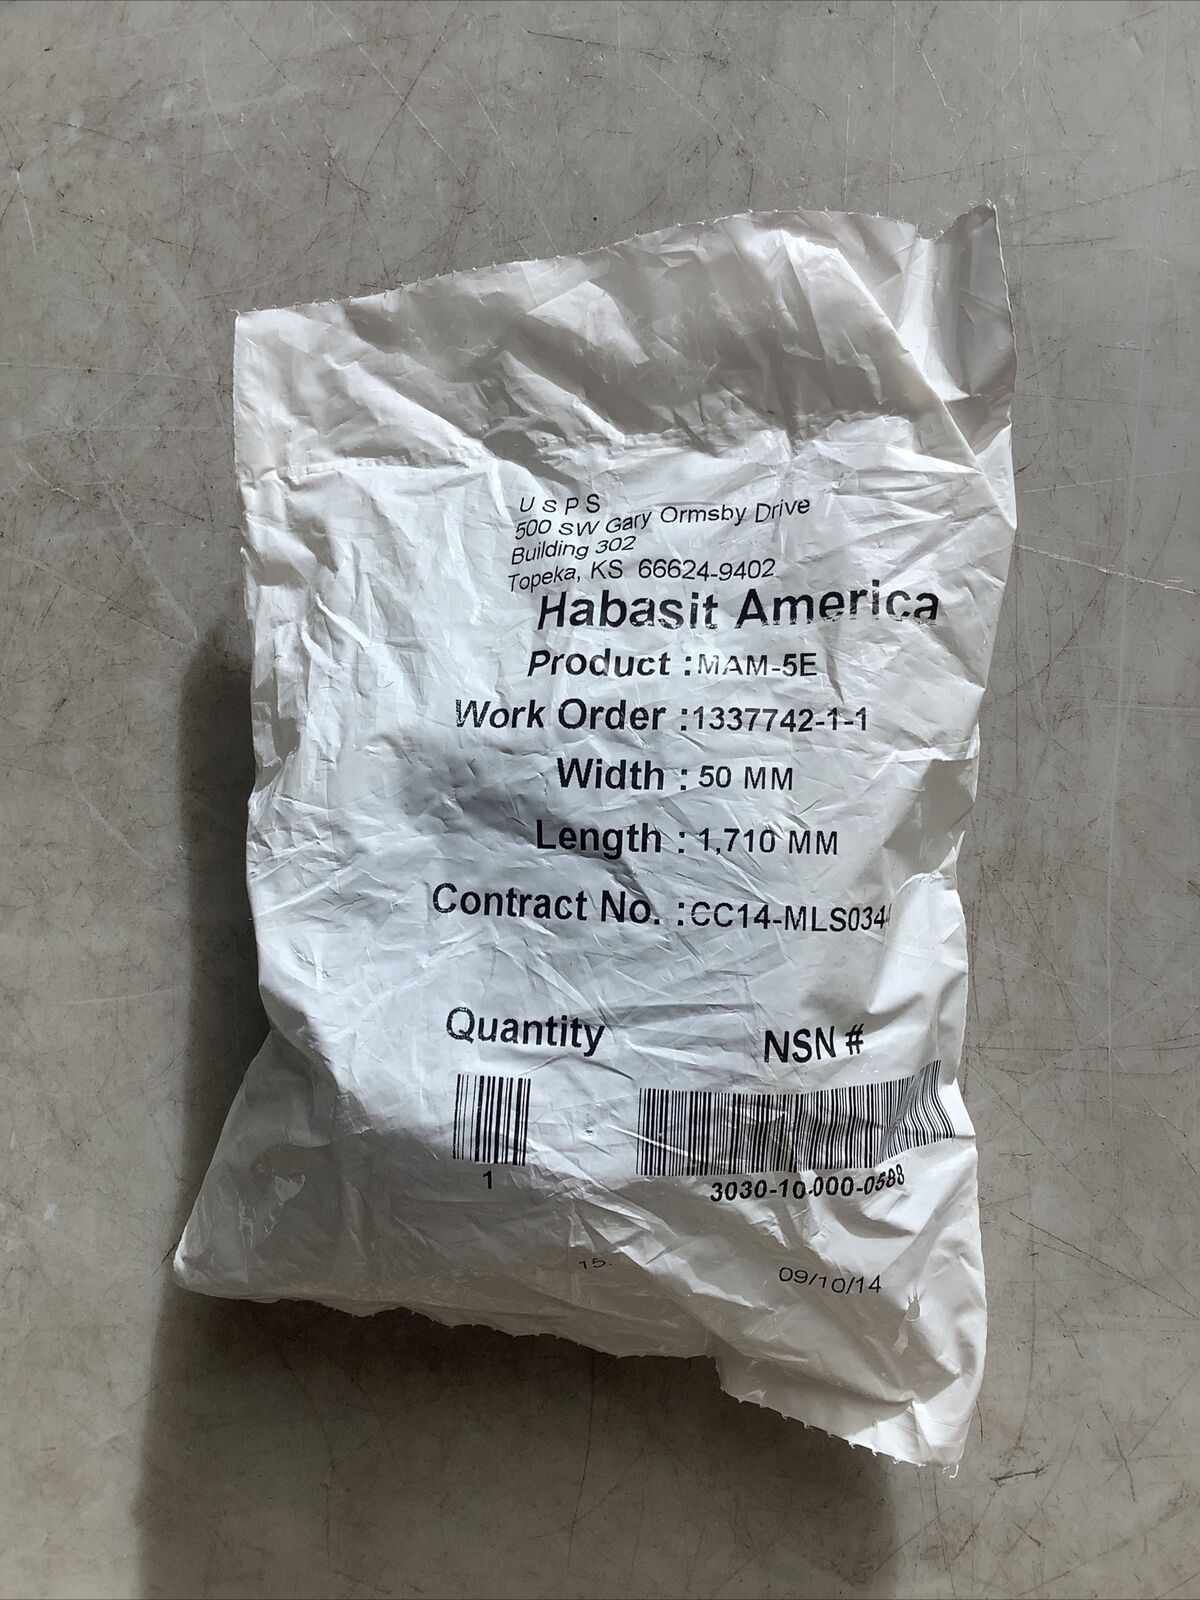 U S P S
500 SW Gary Ormsby Drive
Building 302
Topeka, KS 66624-9402
Habasit America
Product : MAM-5E
Work Order : 1337742-1-1
Width : 50 MM
Length : 1,710 MM
Contract No. : CC14-MLS034
Quantity NSN #
1 3030-10-000-0588
15. 09/10/14